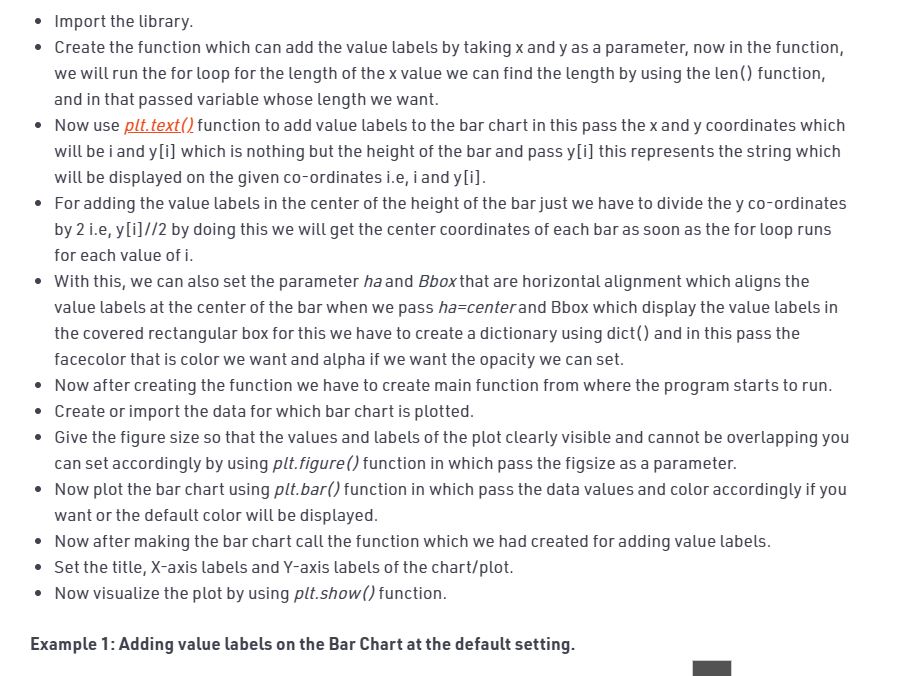 • Import the library.
• Create the function which can add the value labels by taking x and y as a parameter, now in the function,
we will run the for loop for the length of the x value we can find the length by using the len() function,
and in that passed variable whose length we want.
• Now use plt.text() function to add value labels to the bar chart in this pass the x and y coordinates which
will be i and y[i] which is nothing but the height of the bar and pass y[i] this represents the string which
will be displayed on the given co-ordinates i.e, i and y[i].
• For adding the value labels in the center of the height of the bar just we have to divide the y co-ordinates
by 2 i.e, y[i]//2 by doing this we will get the center coordinates of each bar as soon as the for loop runs
for each value of i.
• With this, we can also set the parameter ha and Bbox that are horizontal alignment which aligns the
value labels at the center of the bar when we pass ha=center and Bbox which display the value labels in
the covered rectangular box for this we have to create a dictionary using dict() and in this pass the
facecolor that is color we want and alpha if we want the opacity we can set.
• Now after creating the function we have to create main function from where the program starts to run.
• Create or import the data for which bar chart is plotted.
• Give the figure size so that the values and labels of the plot clearly visible and cannot be overlapping you
can set accordingly by using plt.figure() function in which pass the figsize as a parameter.
• Now plot the bar chart using plt.bar() function in which pass the data values and color accordingly if you
want or the default color will be displayed.
• Now after making the bar chart call the function which we had created for adding value labels.
• Set the title, X-axis labels and Y-axis labels of the chart/plot.
• Now visualize the plot by using plt.show() function.
Example 1: Adding value labels on the Bar Chart at the default setting.